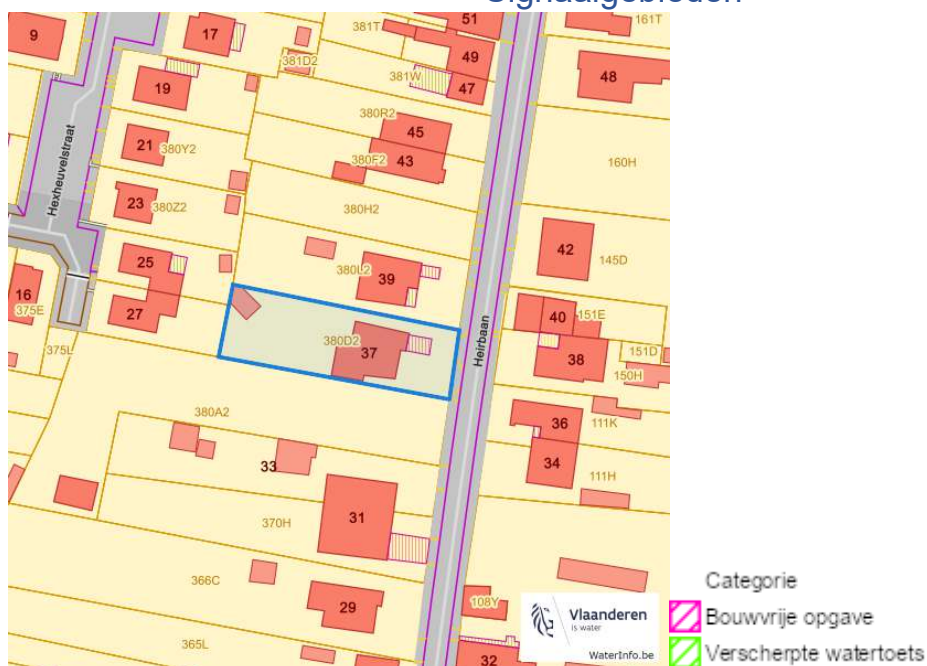 Signaalgebieden
51
161T
17
381T
9
49
381D2
48
381W
47
19
380R2
45
21
380Y2
380F2
43
160H
Hexheuvelstraat
23
380Z2
380H2
42
145D
25
380L2
39
16
375E
27
40
151E
380D2
37
Heirbaan
38
151D
375L
150H
380A2
36
111K
33
34
111H
31
370H
366C
Categorie
29
108Y
Vlaanderen
is water
Bouwvrije opgave
365L
32
WaterInfo.be
Verscherpte watertoets